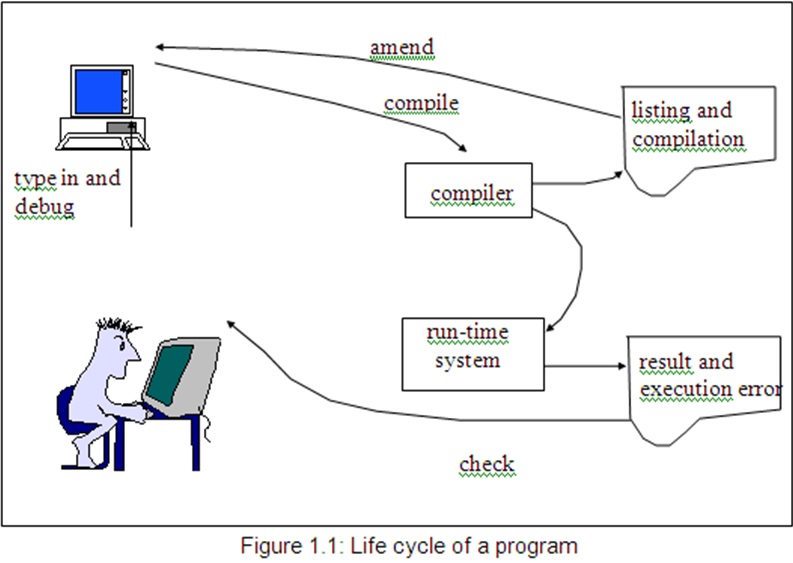 amend
compile
listing and
compilation
type in and
debug
compiler
run-time
system
result and
execution error
check
Figure 1.1: Life cycle of a program